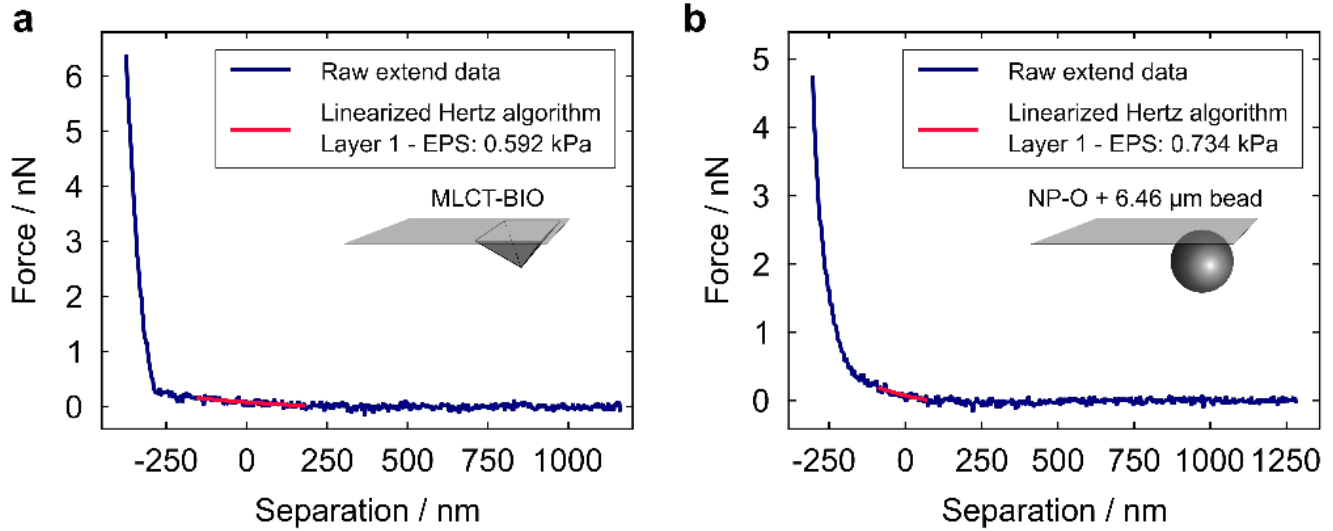 a
Raw extend data
Linearized Hertz algorithm
Layer 1 - EPS: 0.592 kPa
MLCT-BIO
Force / nN
6
5
4
3
2
1
0
-250 0 250 500 750 1000
Separation / nm
b
Raw extend data
Linearized Hertz algorithm
Layer 1 - EPS: 0.734 kPa
NP-O + 6.46 µm bead
Force / nN
5
4
3
2
1
0
-250 0 250 500 750 1000 1250
Separation / nm